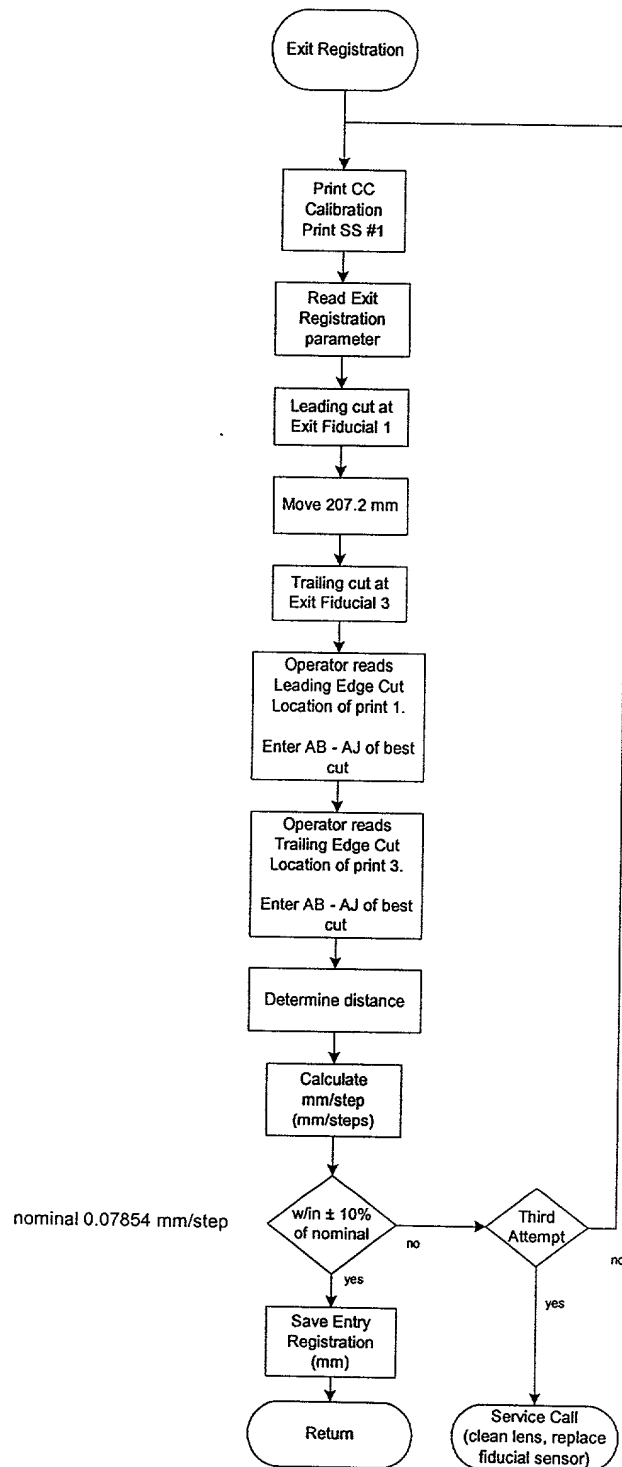 Exit Registration
Print CC
Calibration
Print SS #1
Read Exit
Registration
parameter
Leading cut at
Exit Fiducial 1
Move 207.2 mm
Trailing cut at
Exit Fiducial 3
Operator reads
Leading Edge Cut
Location of print 1.
Enter AB - AJ of best
cut
Operator reads
Trailing Edge Cut
Location of print 3.
Enter AB - AJ of best
cut
Determine distance
Calculate
mm/step
(mm/steps)
nominal 0.07854 mm/step
w/in ± 10%
of nominal
no
Third
Attempt
no
yes
yes
Save Entry
Registration
(mm)
Return
Service Call
(clean lens, replace
fiducial sensor)